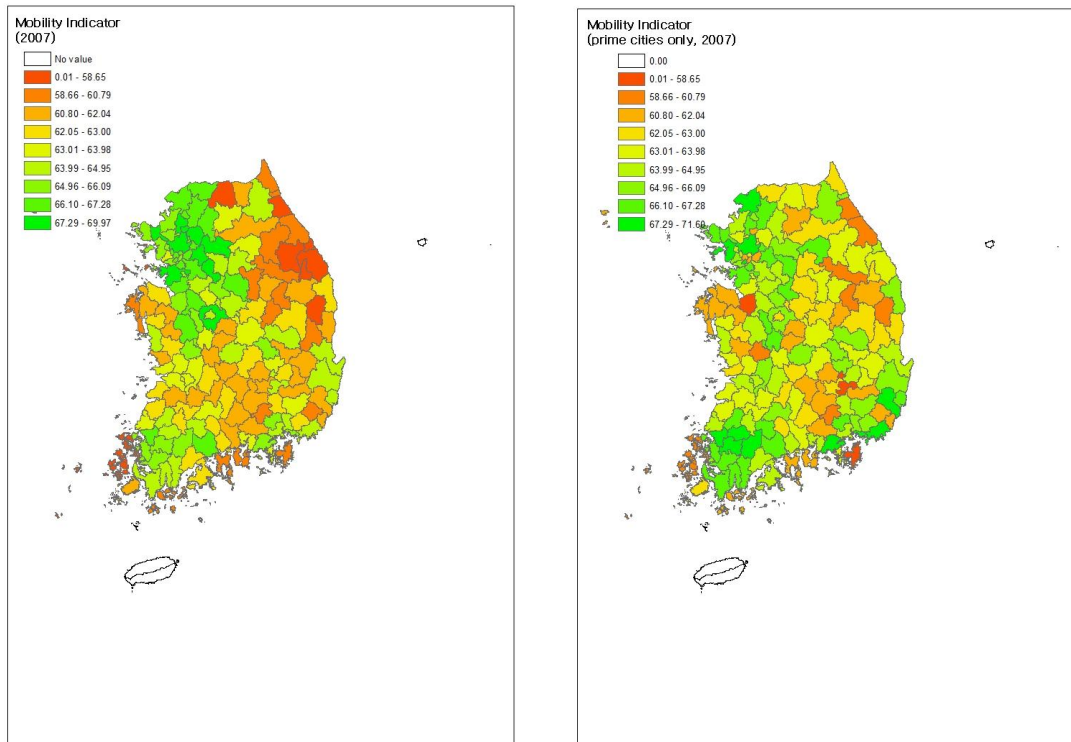 Mobility Indicator
(2007)
No value
0.01 - 58.65
58.66 - 60.79
60.80 - 62.04
62.05 - 63.00
63.01 - 63.98
63.99 - 64.95
64.96 - 66.09
66.10 - 67.28
67.29 - 69.97
Mobility Indicator
(prime cities only, 2007)
0.00
0.01 - 58.65
58.66 - 60.79
60.80 - 62.04
62.05 - 63.00
63.01 - 63.98
63.99 - 64.95
64.96 - 66.09
66.10 - 67.28
67.29 - 71.60